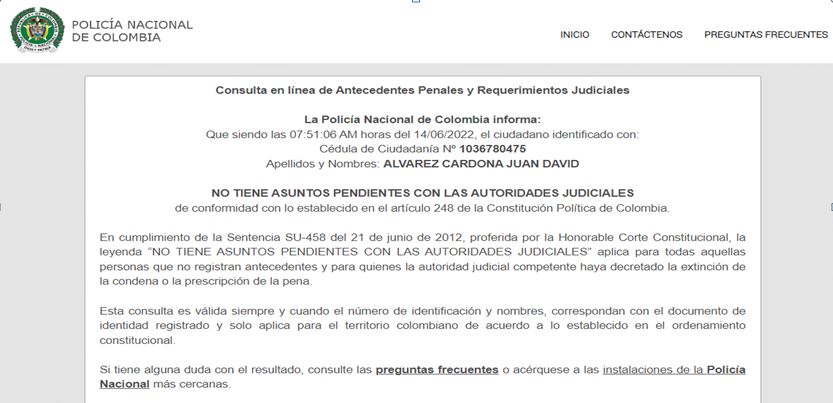 POLICÍA NACIONAL
DE COLOMBIA
INICIO CONTÁCTENOS PREGUNTAS FRECUENTES
Consulta en línea de Antecedentes Penales y Requerimientos Judiciales
La Policía Nacional de Colombia informa:
Que siendo las 07:51:06 AM horas del 14/06/2022, el ciudadano identificado con:
Cédula de Ciudadanía Nº 1036780475
Apellidos y Nombres: ALVAREZ CARDONA JUAN DAVID
NO TIENE ASUNTOS PENDIENTES CON LAS AUTORIDADES JUDICIALES
de conformidad con lo establecido en el artículo 248 de la Constitución Política de Colombia.
En cumplimiento de la Sentencia SU-458 del 21 de junio de 2012, proferida por la Honorable Corte Constitucional, la
leyenda “NO TIENE ASUNTOS PENDIENTES CON LAS AUTORIDADES JUDICIALES” aplica para todas aquellas
personas que no registran antecedentes y para quienes la autoridad judicial competente haya decretado la extinción de
la condena o la prescripción de la pena.
Esta consulta es válida siempre y cuando el número de identificación y nombres, correspondan con el documento de
identidad registrado y solo aplica para el territorio colombiano de acuerdo a lo establecido en el ordenamiento
constitucional.
Si tiene alguna duda con el resultado, consulte las preguntas frecuentes o acérquese a las instalaciones de la Policía
Nacional más cercanas.